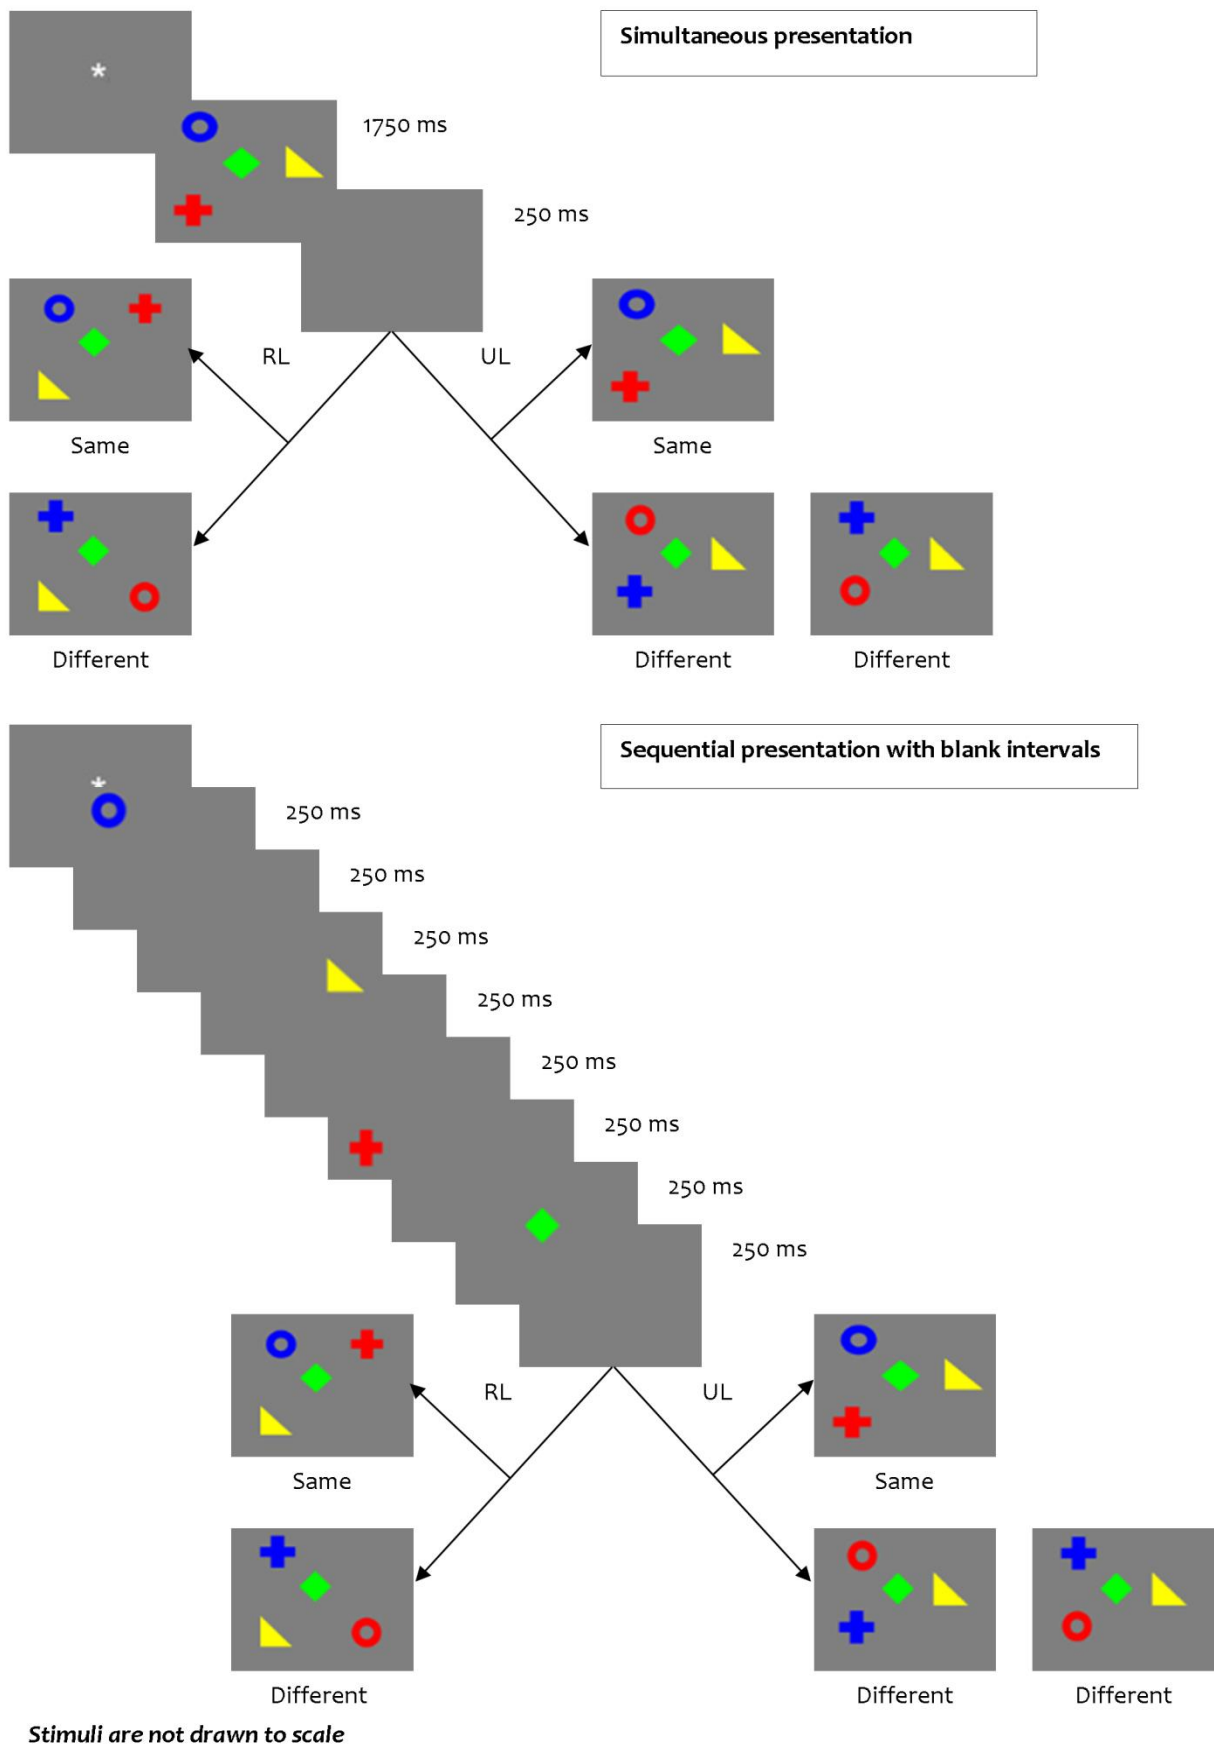 Simultaneous presentation
*
1750 ms
250 ms
RL
UL
Same
Same
Different
Different
Different
Sequential presentation with blank intervals
*
250 ms
250 ms
250 ms
250 ms
250 ms
250 ms
250 ms
250 ms
RL
UL
Same
Same
Different
Different
Different
Stimuli are not drawn to scale